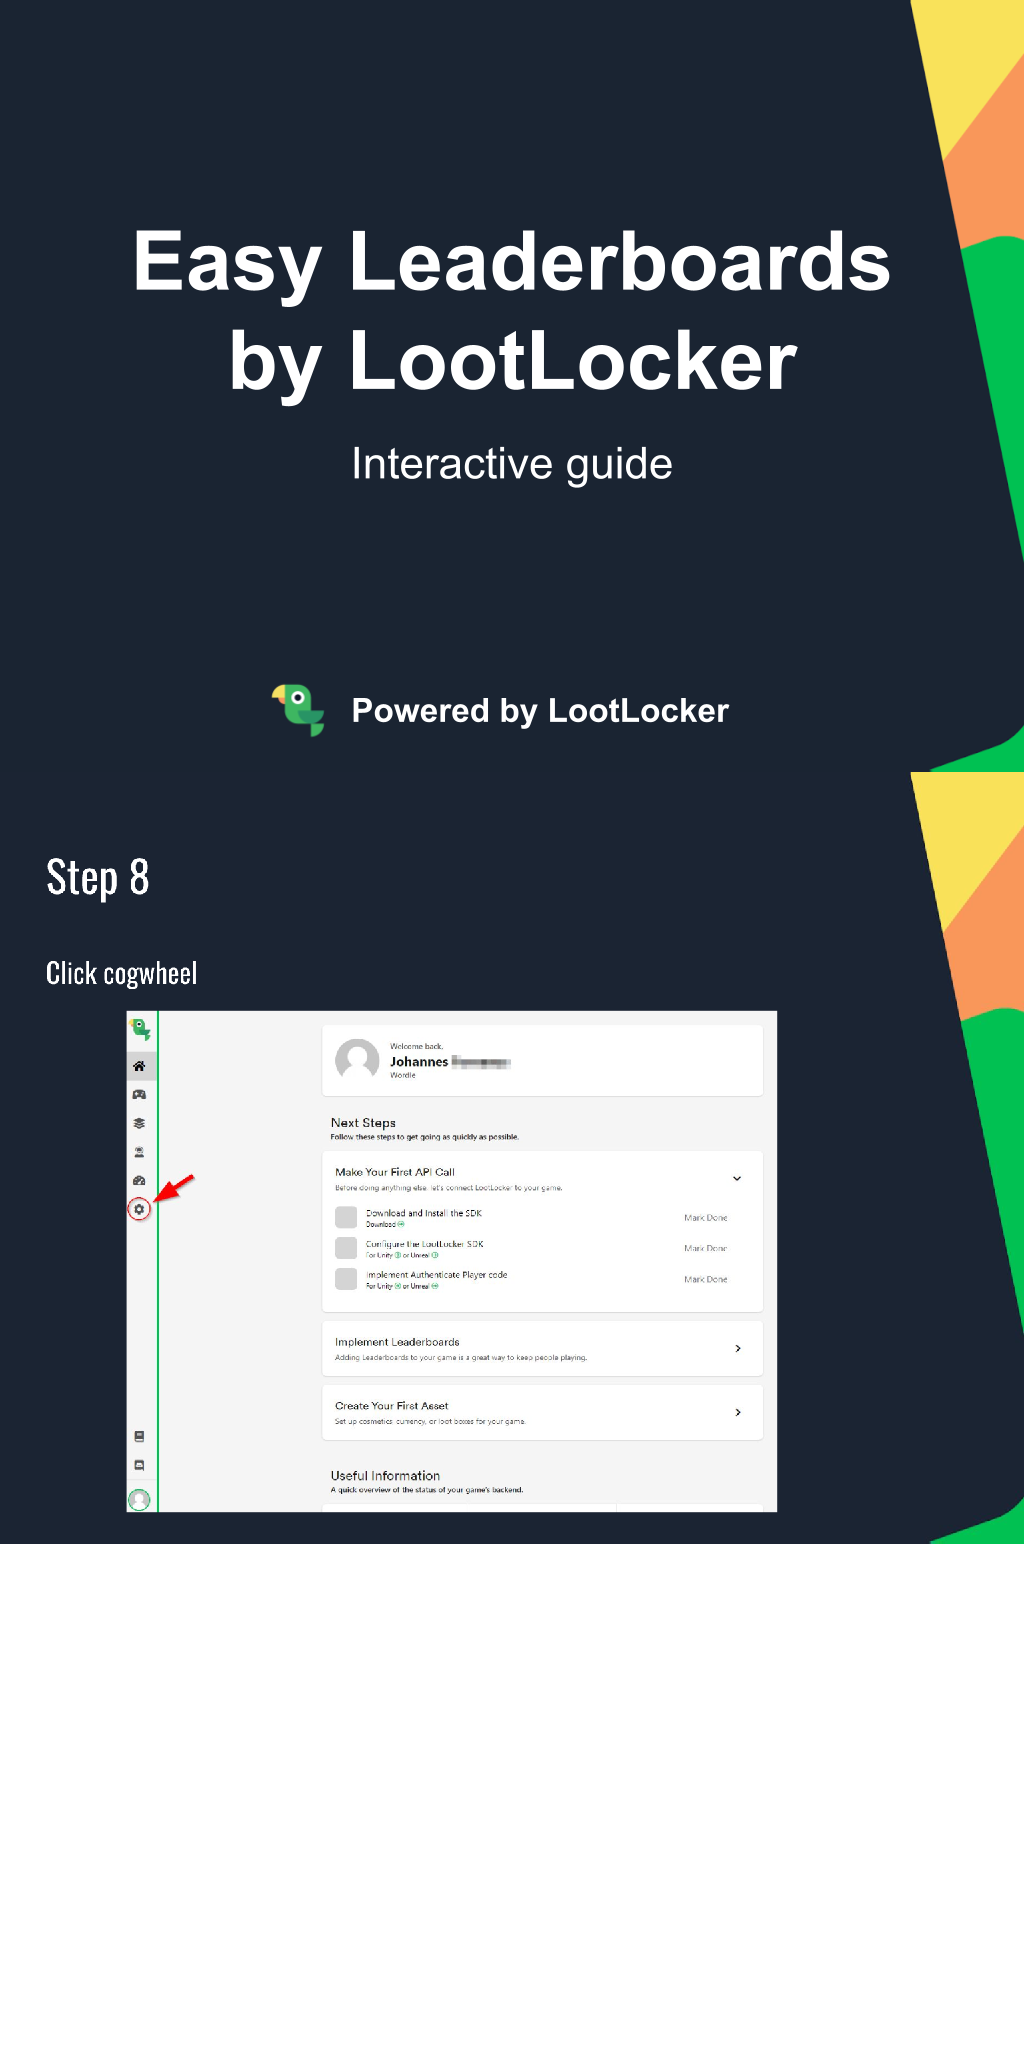 Easy Leaderboards
by LootLocker
Interactive guide
Powered by LootLocker
Step 8
Click cogwheel
Welcome back,
Johannes
Wordle
Next Steps
Follow these steps to get going as quickly as possible.
Make Your First API Call
Before doing anything else, let's connect LootLocker to your game.
Download and Install the SDK
Mark Done
Download
Configure the LootLocker SDK
Mark Done
For Unity or Unreal
Implement Authenticate Player code
Mark Done
For Unity or Unreal
Implement Leaderboards
Adding Leaderboards to your game is a great way to keep people playing.
Create Your First Asset
Set up cosmetics, currency, or loot boxes for your game.
Useful Information
A quick overview of the status of your game's backend.